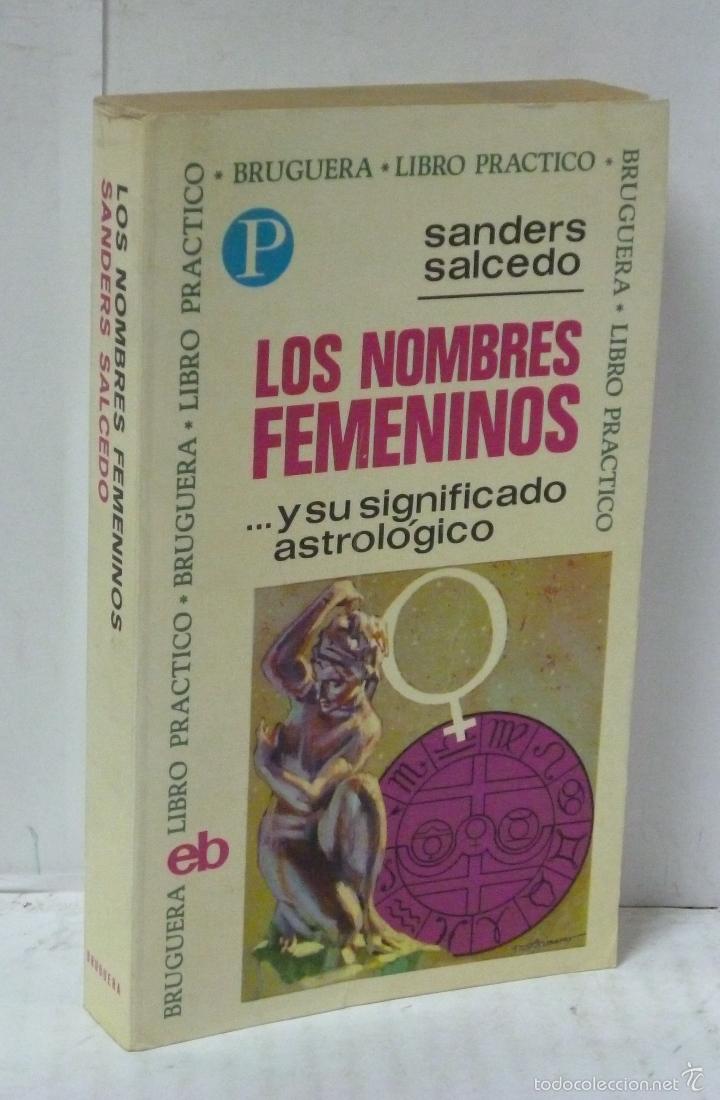 * BRUGUERA * LIBRO PRACTICO *
BRUGUERA * LIBRO PRACTICO
BRUGUERA LIBRO PRACTICO * BRUGUERA * LIBRO PRACTICO
P
sanders
salcedo
LOS NOMBRES
FEMENINOS
... y su significado
astrológico
eb
LOS NOMBRES FEMENINOS
SANDERS SALCEDO
BRUGUERA
todocoleccion.net